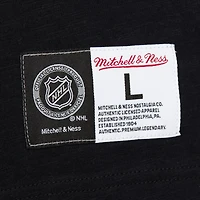 Mitchell & Ness
NHL
© NHL
Mitchell & Ness
L
MITCHELL & NESS NOSTALGIA CO.
AUTHENTIC LICENSED APPAREL
DESIGNED IN PHILADELPHIA, PA
ESTABLISHED 1904
AUTHENTIC. PREMIUM. LEGENDARY.